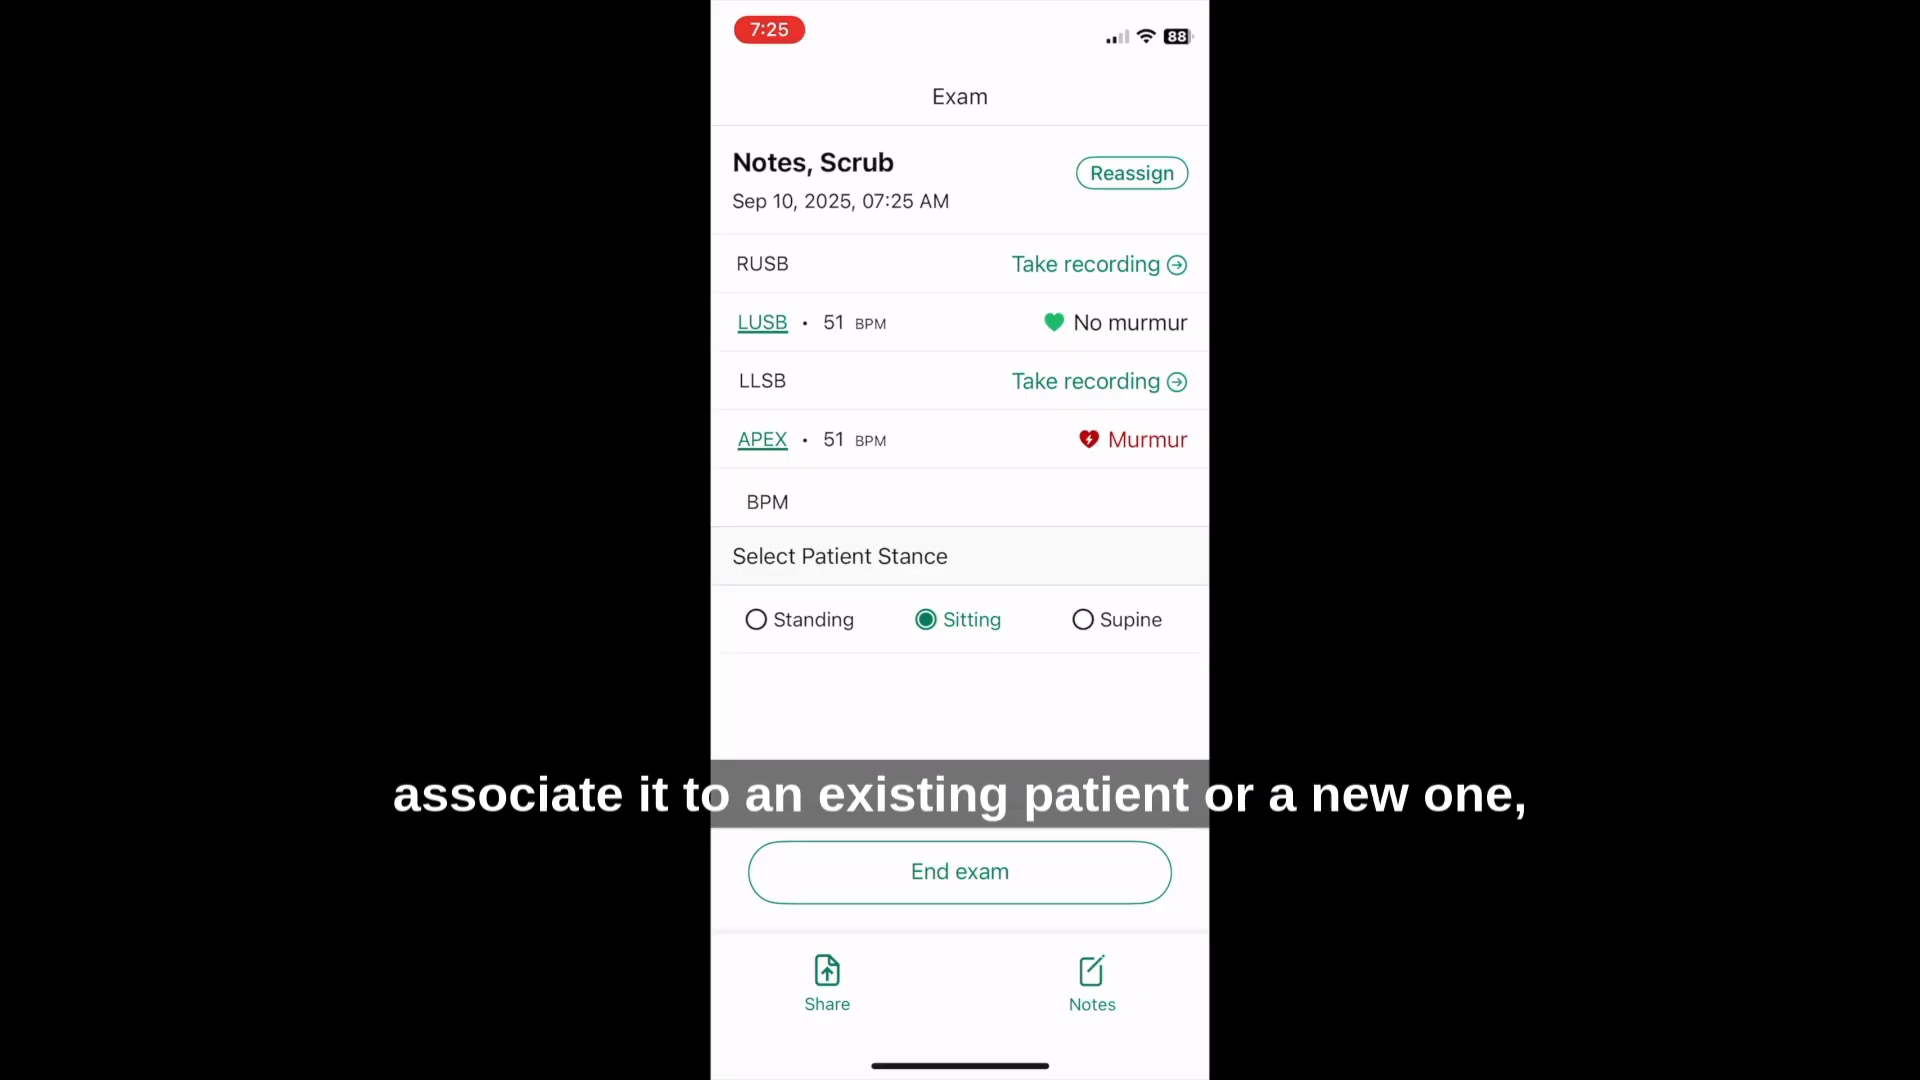 7:25
88
Exam
Notes, Scrub
Reassign
Sep 10, 2025, 07:25 AM
RUSB
Take recording
LUSB • 51 BPM
No murmur
LLSB
Take recording
APEX • 51 BPM
Murmur
BPM
Select Patient Stance
Standing
Sitting
Supine
associate it to an existing patient or a new one,
End exam
Share
Notes